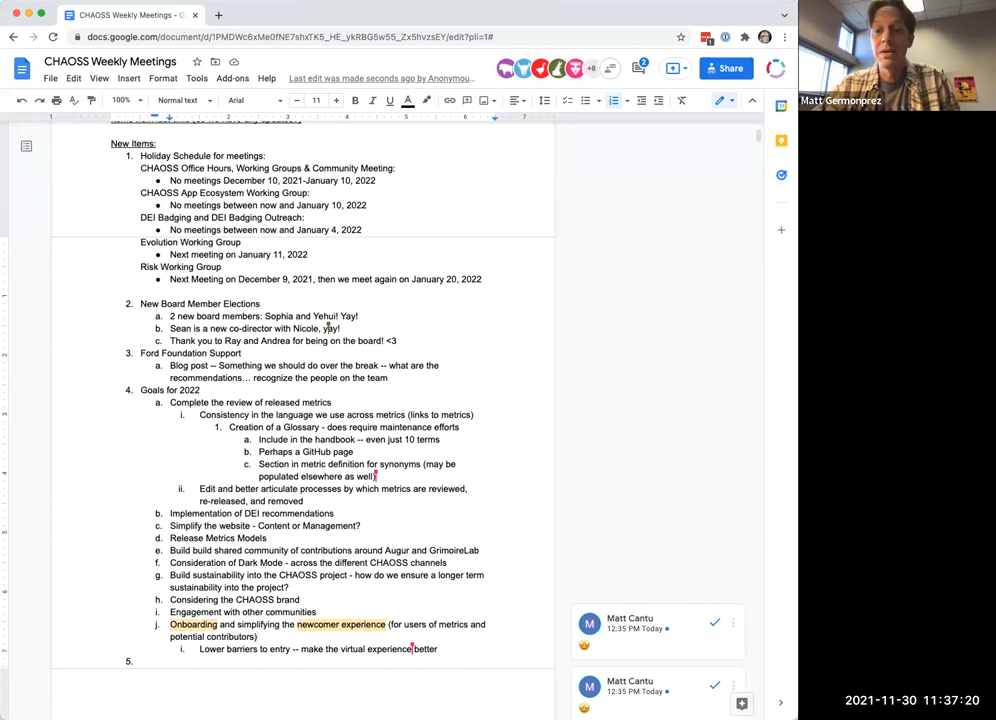 CHAOSS Weekly Meetings - G
docs.google.com/document/d/1PMDWc6xMe0fNE7shxTK5_HE_ykRBG5w55_Zx5hvzsEY/edit?pli=1#
CHAOSS Weekly Meetings
File Edit View Insert Format Tools Add-ons Help Last edit was made seconds ago by Anonymou...
+8
2
Share
100% Normal text Arial 11
B I U A
1 1 2 3 4 5 6 7
New Items:
1. Holiday Schedule for meetings:
CHAOSS Office Hours, Working Groups & Community Meeting:
● No meetings December 10, 2021-January 10, 2022
CHAOSS App Ecosystem Working Group:
● No meetings between now and January 10, 2022
DEI Badging and DEI Badging Outreach:
● No meetings between now and January 4, 2022
Evolution Working Group
● Next meeting on January 11, 2022
Risk Working Group
● Next Meeting on December 9, 2021, then we meet again on January 20, 2022
2. New Board Member Elections
a. 2 new board members: Sophia and Yehui! Yay!
b. Sean is a new co-director with Nicole, yay!
c. Thank you to Ray and Andrea for being on the board! <3
3. Ford Foundation Support
a. Blog post -- Something we should do over the break -- what are the
recommendations… recognize the people on the team
4. Goals for 2022
a. Complete the review of released metrics
i. Consistency in the language we use across metrics (links to metrics)
1. Creation of a Glossary - does require maintenance efforts
a. Include in the handbook -- even just 10 terms
b. Perhaps a GitHub page
c. Section in metric definition for synonyms (may be
populated elsewhere as well)
ii. Edit and better articulate processes by which metrics are reviewed,
re-released, and removed
b. Implementation of DEI recommendations
c. Simplify the website - Content or Management?
d. Release Metrics Models
e. Build build shared community of contributions around Augur and GrimoireLab
f. Consideration of Dark Mode - across the different CHAOSS channels
g. Build sustainability into the CHAOSS project - how do we ensure a longer term
sustainability into the project?
h. Considering the CHAOSS brand
i. Engagement with other communities
j. Onboarding and simplifying the newcomer experience (for users of metrics and
potential contributors)
i. Lower barriers to entry -- make the virtual experience better
5.
M Matt Cantu
12:35 PM Today
M Matt Cantu
12:35 PM Today
Matt Germonprez
2021-11-30 11:37:20